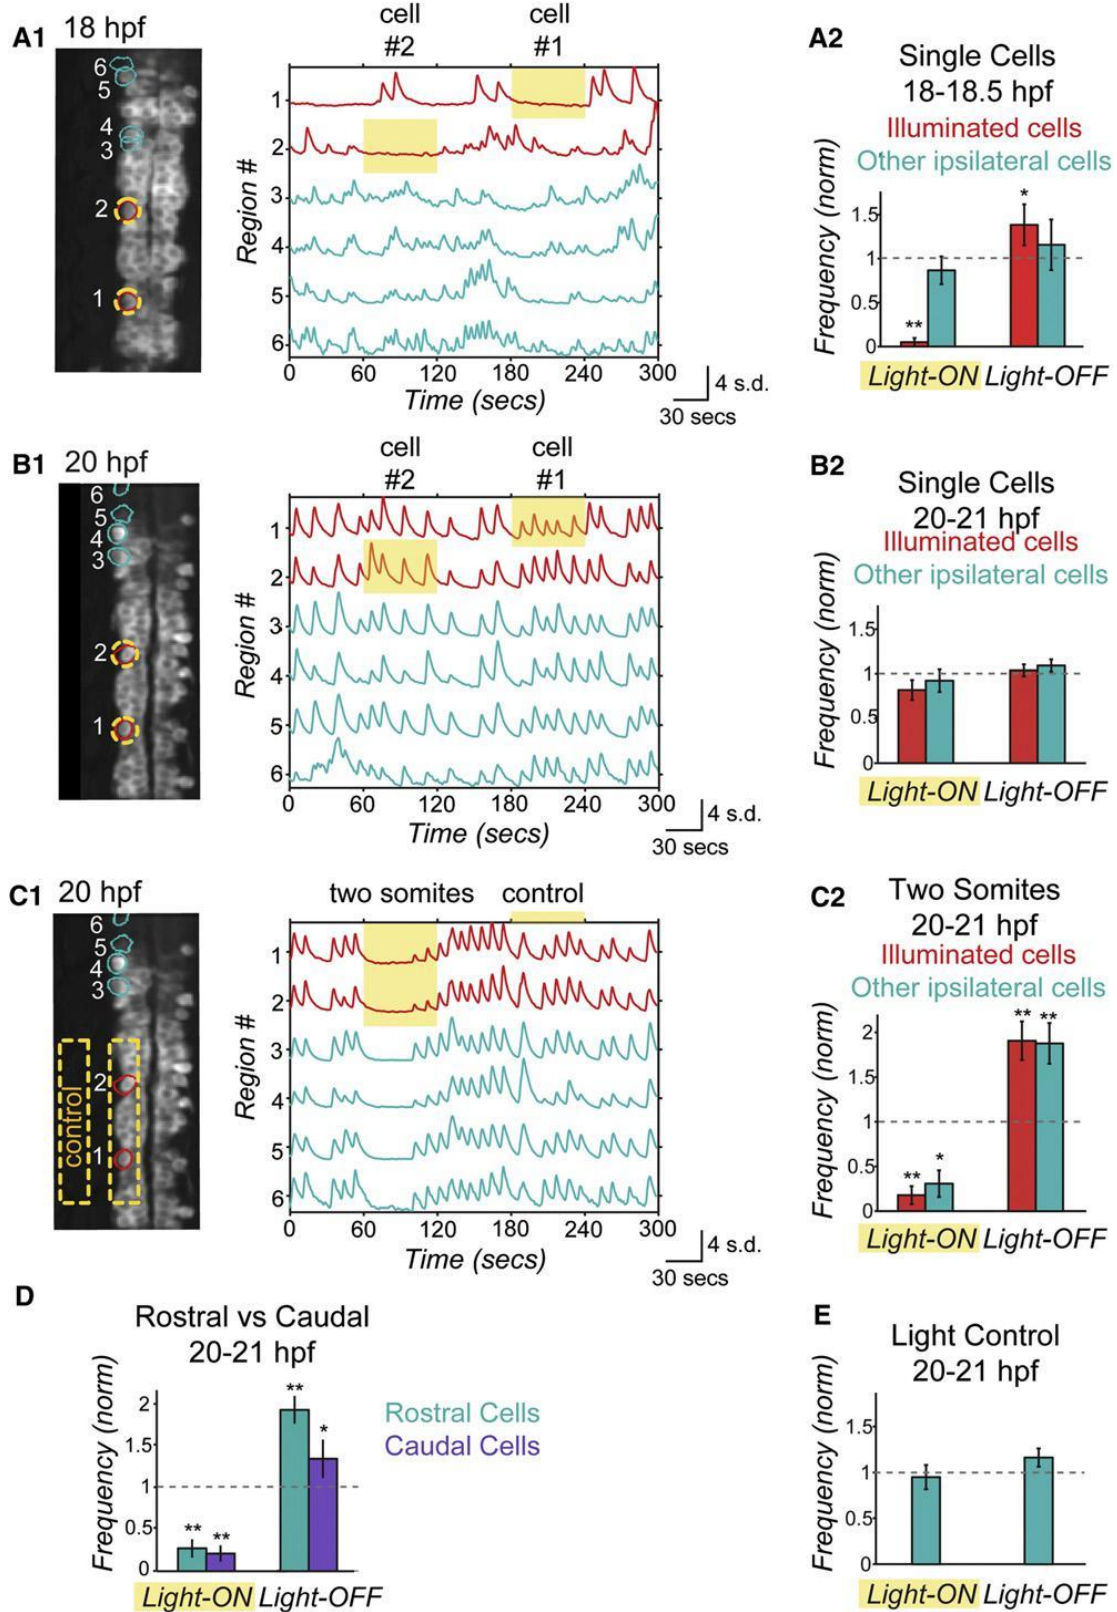 A1
18 hpf
6
5
4
3
2
1
cell
#2
cell
#1
Region #
1
2
3
4
5
6
0
60
120
180
240
300
Time (secs)
4 s.d.
30 secs
A2
Single Cells
18-18.5 hpf
Illuminated cells
Other ipsilateral cells
Frequency (norm)
1.5
1
0.5
0
**
*
Light-ON
Light-OFF
B1
20 hpf
6
5
4
3
2
1
cell
#2
cell
#1
Region #
1
2
3
4
5
6
0
60
120
180
240
300
Time (secs)
4 s.d.
30 secs
B2
Single Cells
20-21 hpf
Illuminated cells
Other ipsilateral cells
Frequency (norm)
1.5
1
0.5
0
Light-ON
Light-OFF
C1
20 hpf
6
5
4
3
2
1
control
two somites
control
Region #
1
2
3
4
5
6
0
60
120
180
240
300
Time (secs)
4 s.d.
30 secs
C2
Two Somites
20-21 hpf
Illuminated cells
Other ipsilateral cells
Frequency (norm)
2
1.5
1
0.5
0
**
*
**
**
Light-ON
Light-OFF
D
Rostral vs Caudal
20-21 hpf
Frequency (norm)
2
1.5
1
0.5
0
**
**
**
*
Light-ON
Light-OFF
Rostral Cells
Caudal Cells
E
Light Control
20-21 hpf
Frequency (norm)
1.5
1
0.5
0
Light-ON
Light-OFF